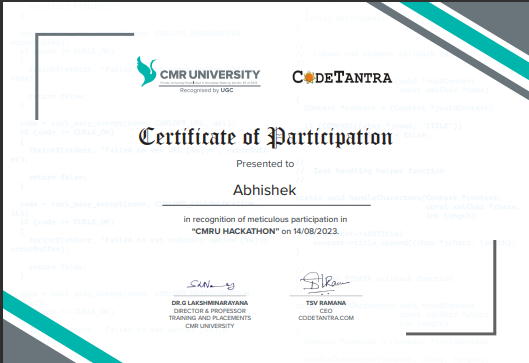 CMR UNIVERSITY
Recognised by UGC
CODETANTRA
Certificate of Participation
Presented to
Abhishek
in recognition of meticulous participation in
"CMRU HACKATHON" on 14/08/2023.
DR.G LAKSHMINARAYANA
DIRECTOR & PROFESSOR
TRAINING AND PLACEMENTS
CMR UNIVERSITY
TSV RAMANA
CEO
CODETANTRA.COM